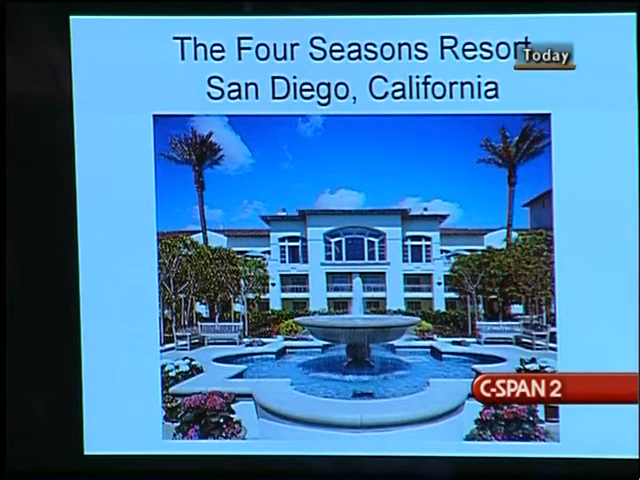 The Four Seasons Resort
Today
San Diego, California
C-SPAN 2